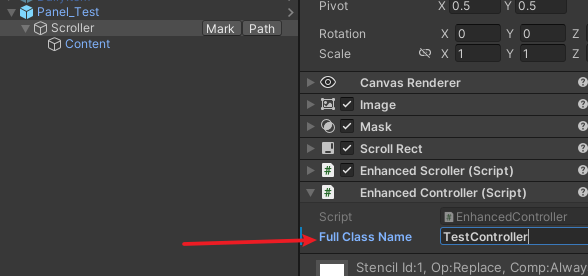 Panel_Test
Scroller
Mark
Path
Content
Pivot X 0.5 Y 0.5
Rotation X 0 Y 0 Z
Scale X 1 Y 1 Z
Canvas Renderer
Image
Mask
Scroll Rect
# Enhanced Scroller (Script)
# Enhanced Controller (Script)
Script # EnhancedController
Full Class Name TestController
Stencil Id:1, Op:Replace, Comp:Alway